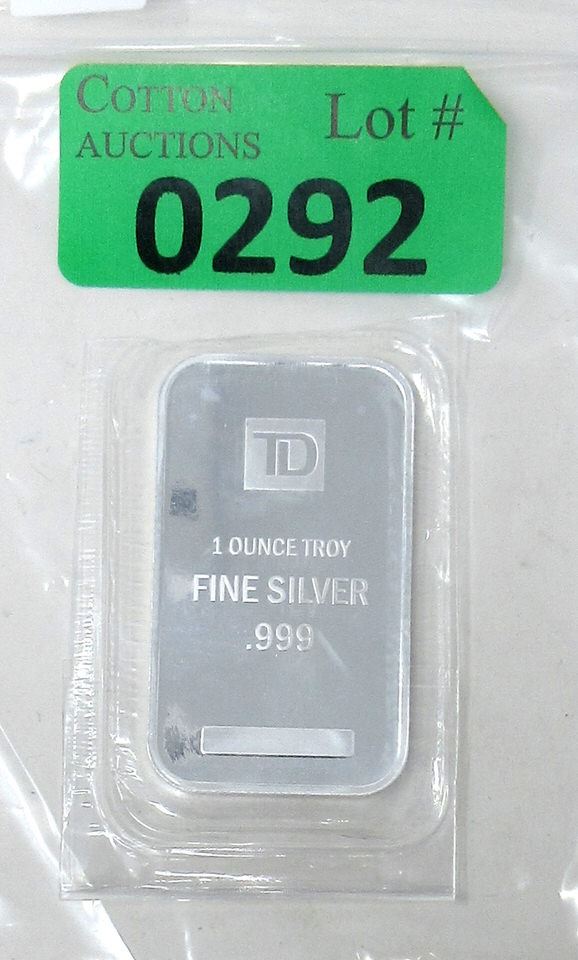 COTTON
AUCTIONS
Lot #
0292
TD
1 OUNCE TROY
FINE SILVER
.999